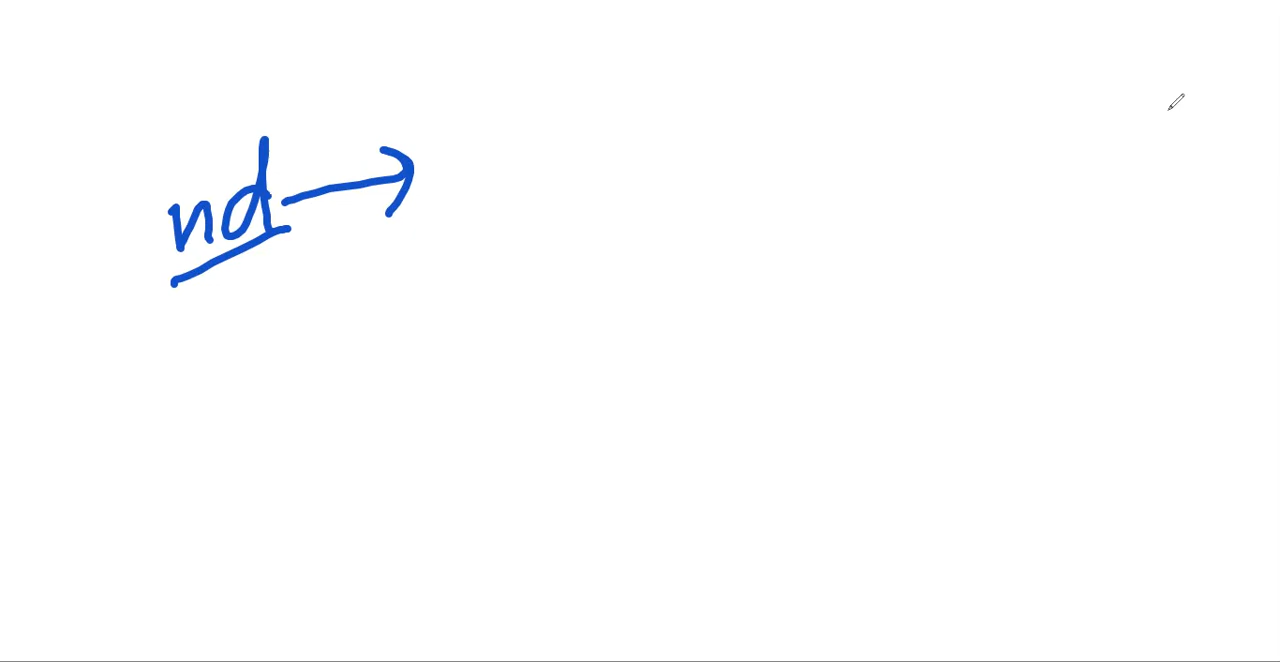 nd →